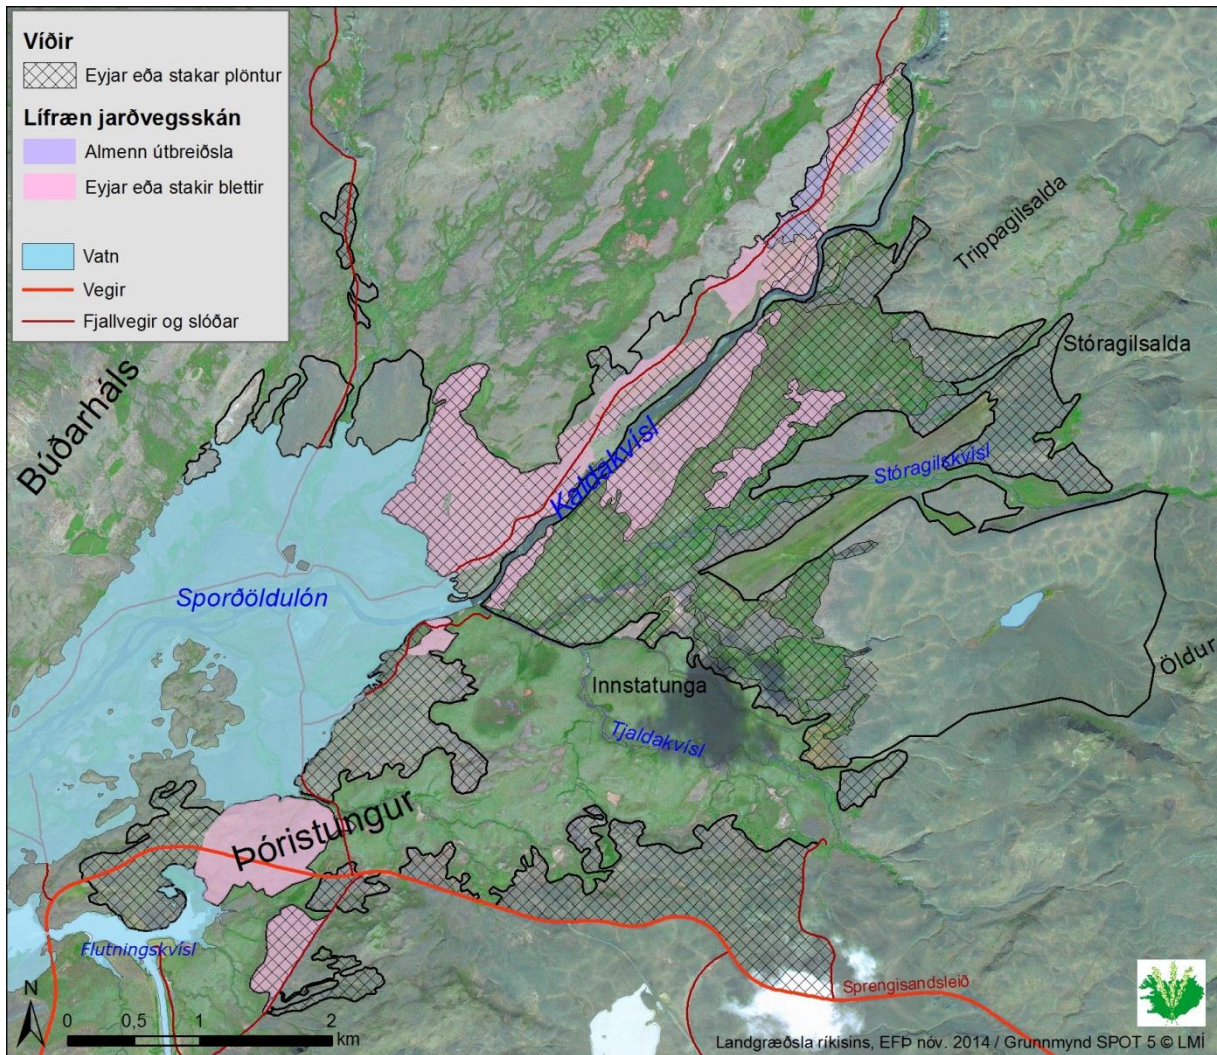 Víðir
Eyjar eða stakar plöntur
Lífræn jarðvegsskán
Almenn útbreiðsla
Eyjar eða stakir blettir
Vatn
Vegir
Fjallvegir og slóðar
Trippagilsalda
Stóragilsalda
Búðarháls
Kaldakvísl
Stóragilskvísl
Sporðöldulón
Öldur
Innstatunga
Tjaldakvísl
Þóristungur
Flutningskvísl
Sprengisandsleið
N
0 0,5 1 2
km
Landgræðsla ríkisins, EFÞ nóv. 2014 / Grunnmynd SPOT 5 © LMÍ